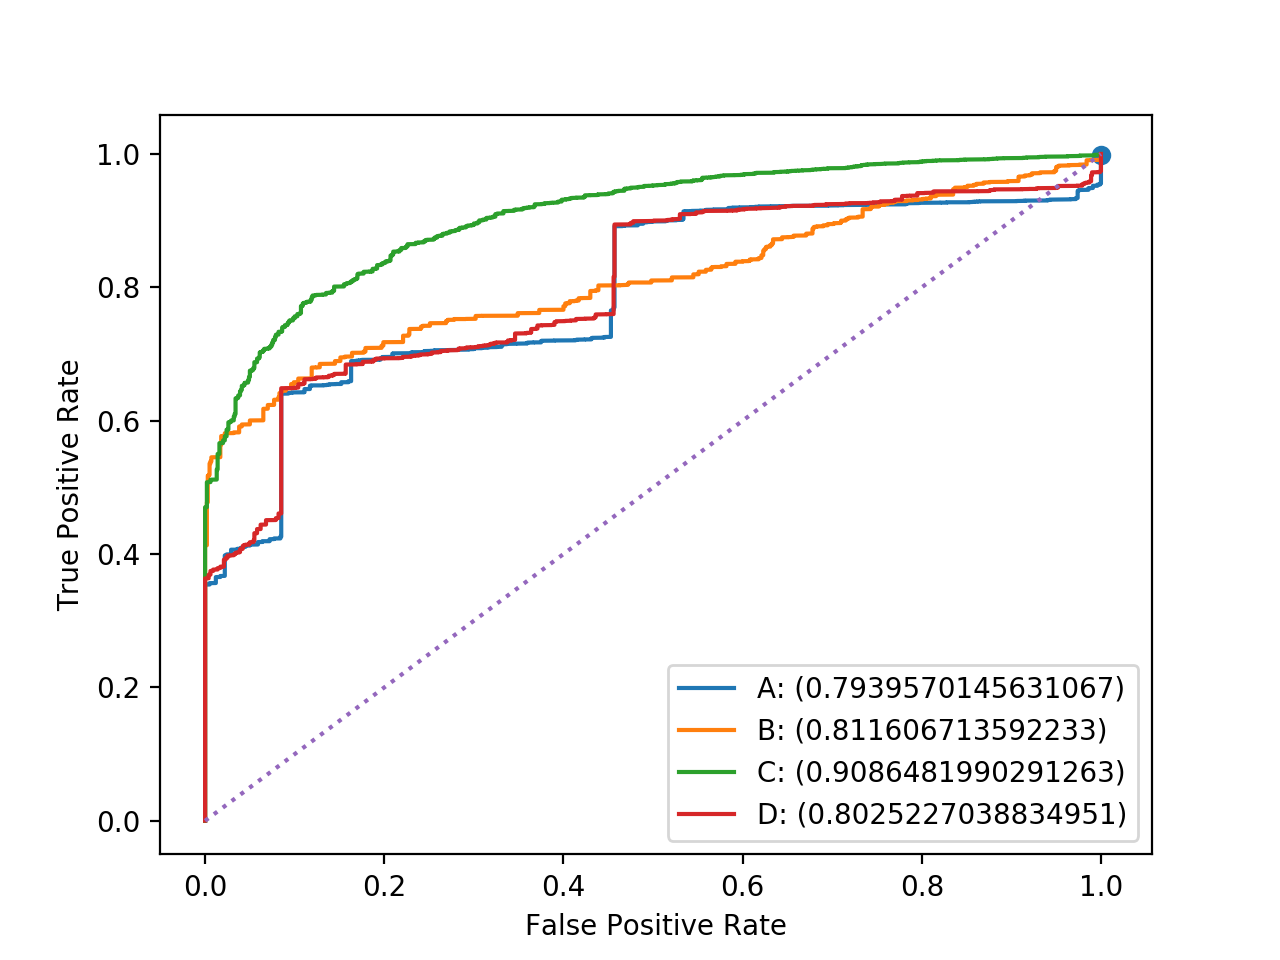 1.0
0.8
0.6
0.4
0.2
0.0
True Positive Rate
0.0 0.2 0.4 0.6 0.8 1.0
False Positive Rate
A: (0.7939570145631067)
B: (0.811606713592233)
C: (0.9086481990291263)
D: (0.8025227038834951)